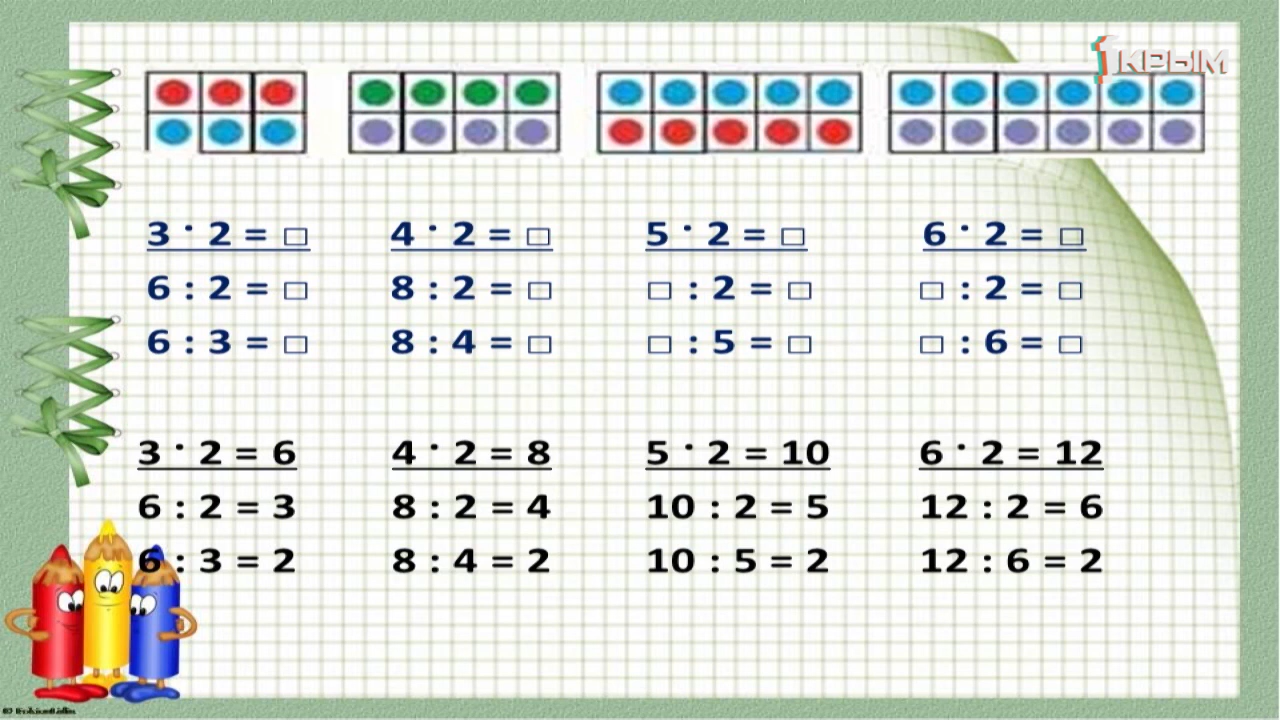 1КРЫМ
3 · 2 = □ 4 · 2 = □ 5 · 2 = □ 6 · 2 = □
6 : 2 = □ 8 : 2 = □ □ : 2 = □ □ : 2 = □
6 : 3 = □ 8 : 4 = □ □ : 5 = □ □ : 6 = □
3 · 2 = 6 4 · 2 = 8 5 · 2 = 10 6 · 2 = 12
6 : 2 = 3 8 : 2 = 4 10 : 2 = 5 12 : 2 = 6
6 : 3 = 2 8 : 4 = 2 10 : 5 = 2 12 : 6 = 2